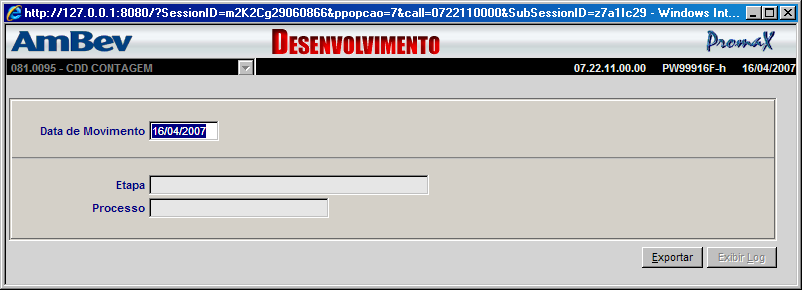 http://127.0.0.1:8080/?SessionID=m2K2Cg29060866&ppopcao=7&call=0722110000&SubSessionID=z7a1Ic29 - Windows Int...
AmBev DESENVOLVIMENTO PromaX
081.0095 - CDD CONTAGEM 07.22.11.00.00 PW99916F-h 16/04/2007
Data de Movimento 16/04/2007
Etapa
Processo
Exportar Exibir Log